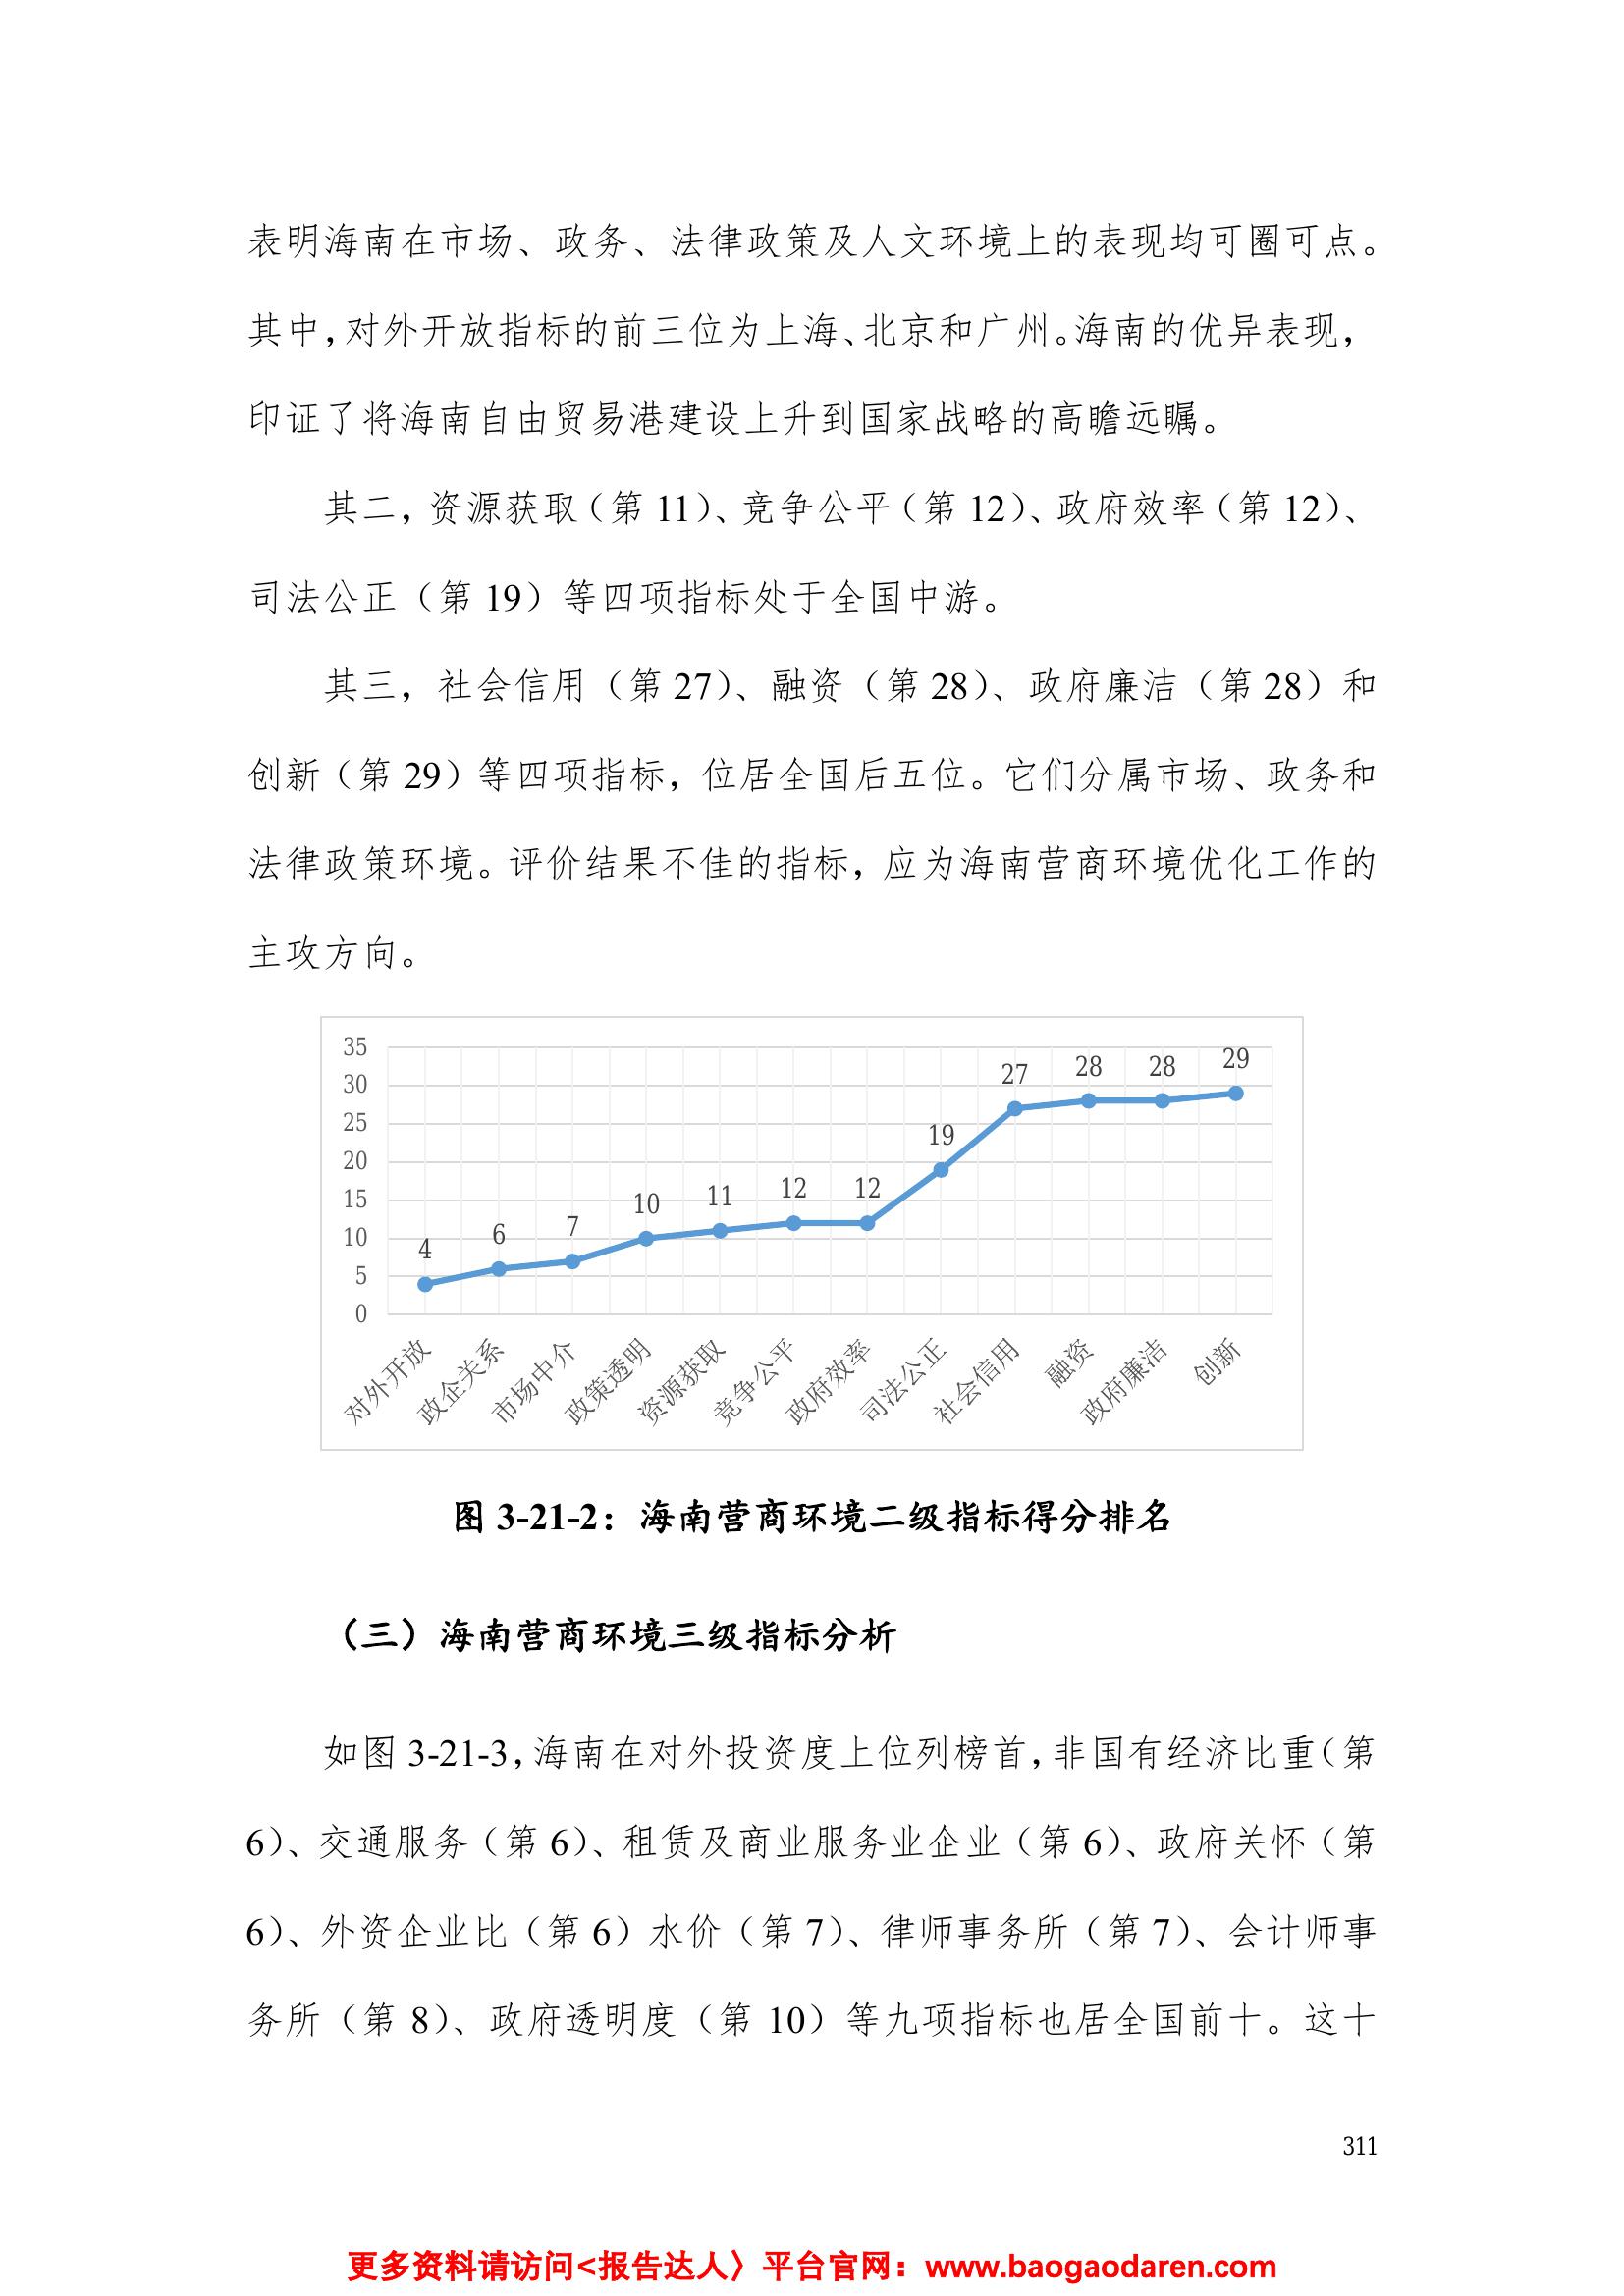 表明海南在市场、政务、法律政策及人文环境上的表现均可圈可点。
其中，对外开放指标的前三位为上海、北京和广州。海南的优异表现，
印证了将海南自由贸易港建设上升到国家战略的高瞻远瞩。
其二，资源获取（第 11）、竞争公平（第 12）、政府效率（第 12）、
司法公正（第 19）等四项指标处于全国中游。
其三，社会信用（第 27）、融资（第 28）、政府廉洁（第 28）和
创新（第 29）等四项指标，位居全国后五位。它们分属市场、政务和
法律政策环境。评价结果不佳的指标，应为海南营商环境优化工作的
主攻方向。
35
30
25
20
15
10
5
0
4
6
7
10
11
12
12
19
27
28
28
29
对外开放
政企关系
市场中介
政策透明
资源获取
竞争公平
政府效率
司法公正
社会信用
融资
政府廉洁
创新
图 3-21-2：海南营商环境二级指标得分排名
（三）海南营商环境三级指标分析
如图 3-21-3，海南在对外投资度上位列榜首，非国有经济比重（第
6）、交通服务（第 6）、租赁及商业服务业企业（第 6）、政府关怀（第
6）、外资企业比（第 6）水价（第 7）、律师事务所（第 7）、会计师事
务所（第 8）、政府透明度（第 10）等九项指标也居全国前十。这十
311
更多资料请访问<报告达人〉平台官网：www.baogaodaren.com